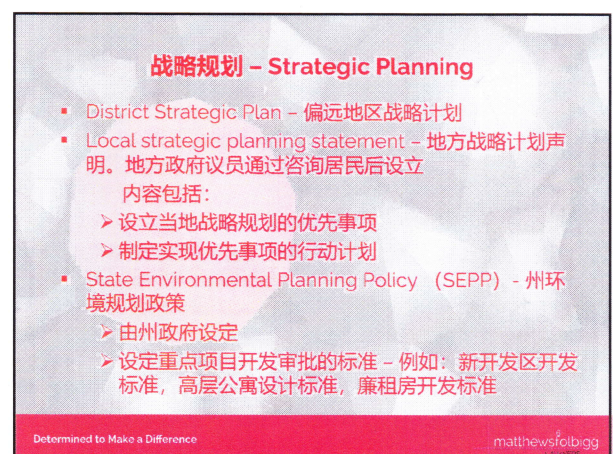 战略规划 – Strategic Planning
▪ District Strategic Plan – 偏远地区战略计划
▪ Local strategic planning statement – 地方战略计划声
明。地方政府议员通过咨询居民后设立
内容包括：
➢ 设立当地战略规划的优先事项
➢ 制定实现优先事项的行动计划
▪ State Environmental Planning Policy （SEPP）- 州环
境规划政策
➢ 由州政府设定
➢ 设定重点项目开发审批的标准 – 例如：新开发区开发
标准，高层公寓设计标准，廉租房开发标准
Determined to Make a Difference
matthewsfolbigg